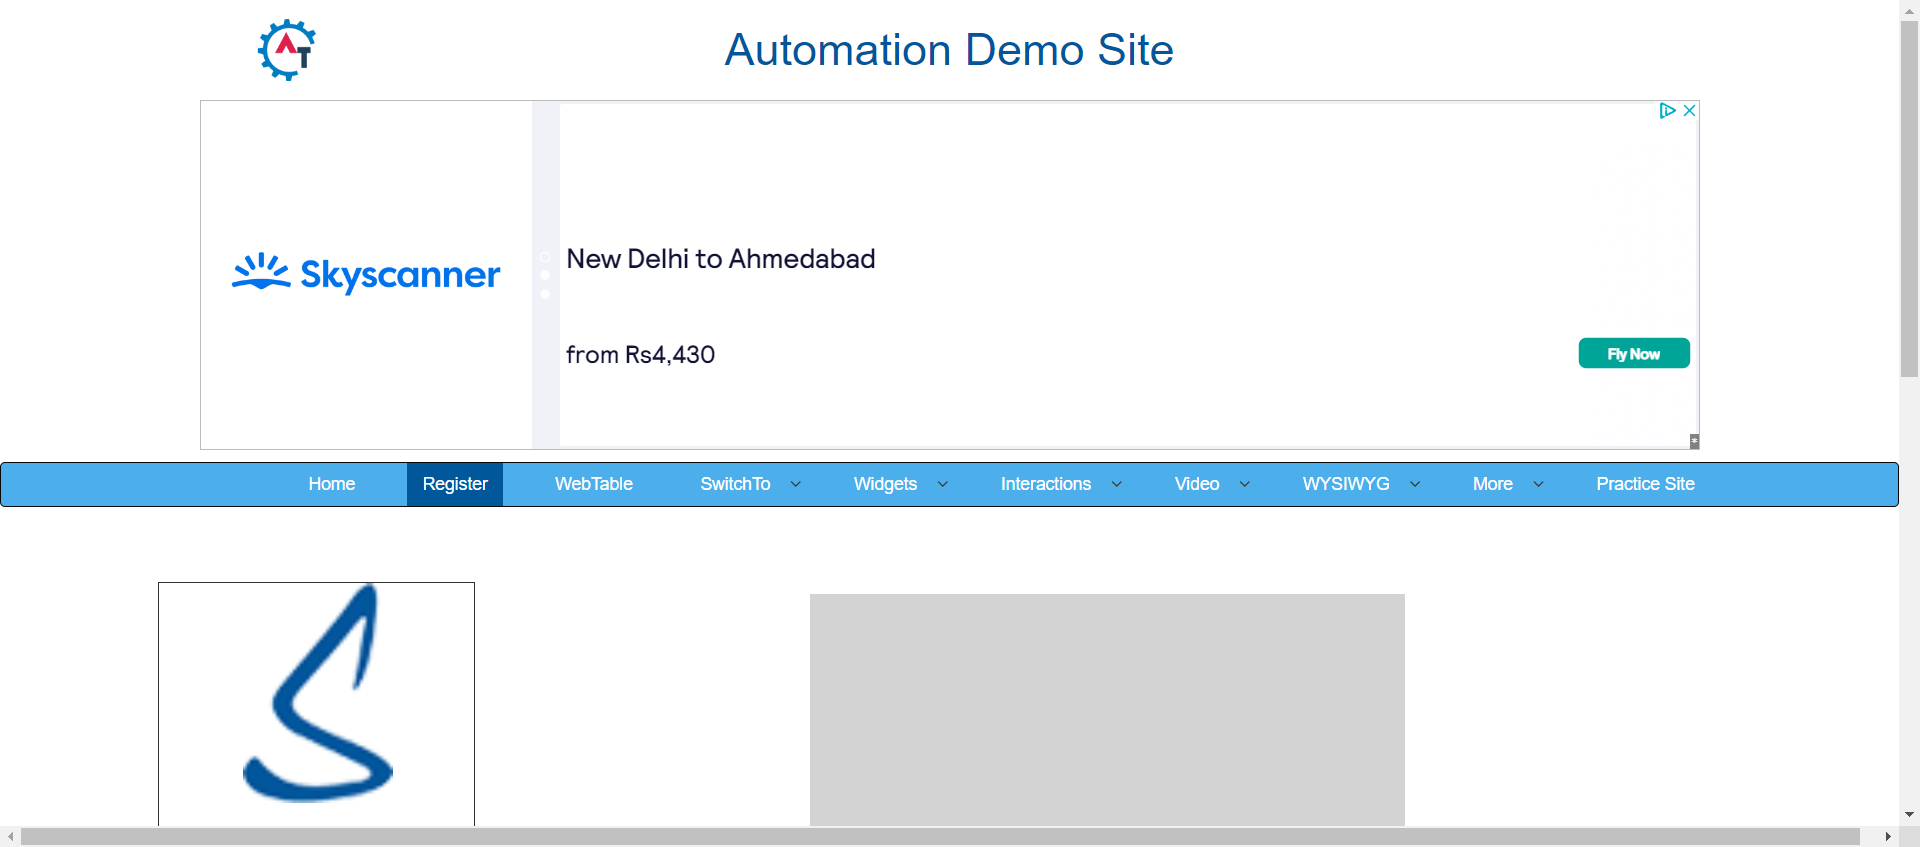 AT
Automation Demo Site
Skyscanner
New Delhi to Ahmedabad
from Rs4,430
Fly Now
Home Register WebTable SwitchTo Widgets Interactions Video WYSIWYG More Practice Site